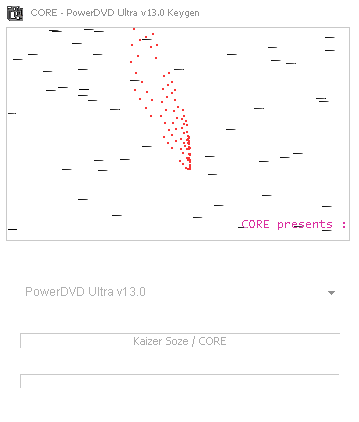 CORE - PowerDVD Ultra v13.0 Keygen
CORE presents :
PowerDVD Ultra v13.0
Kaizer Soze / CORE